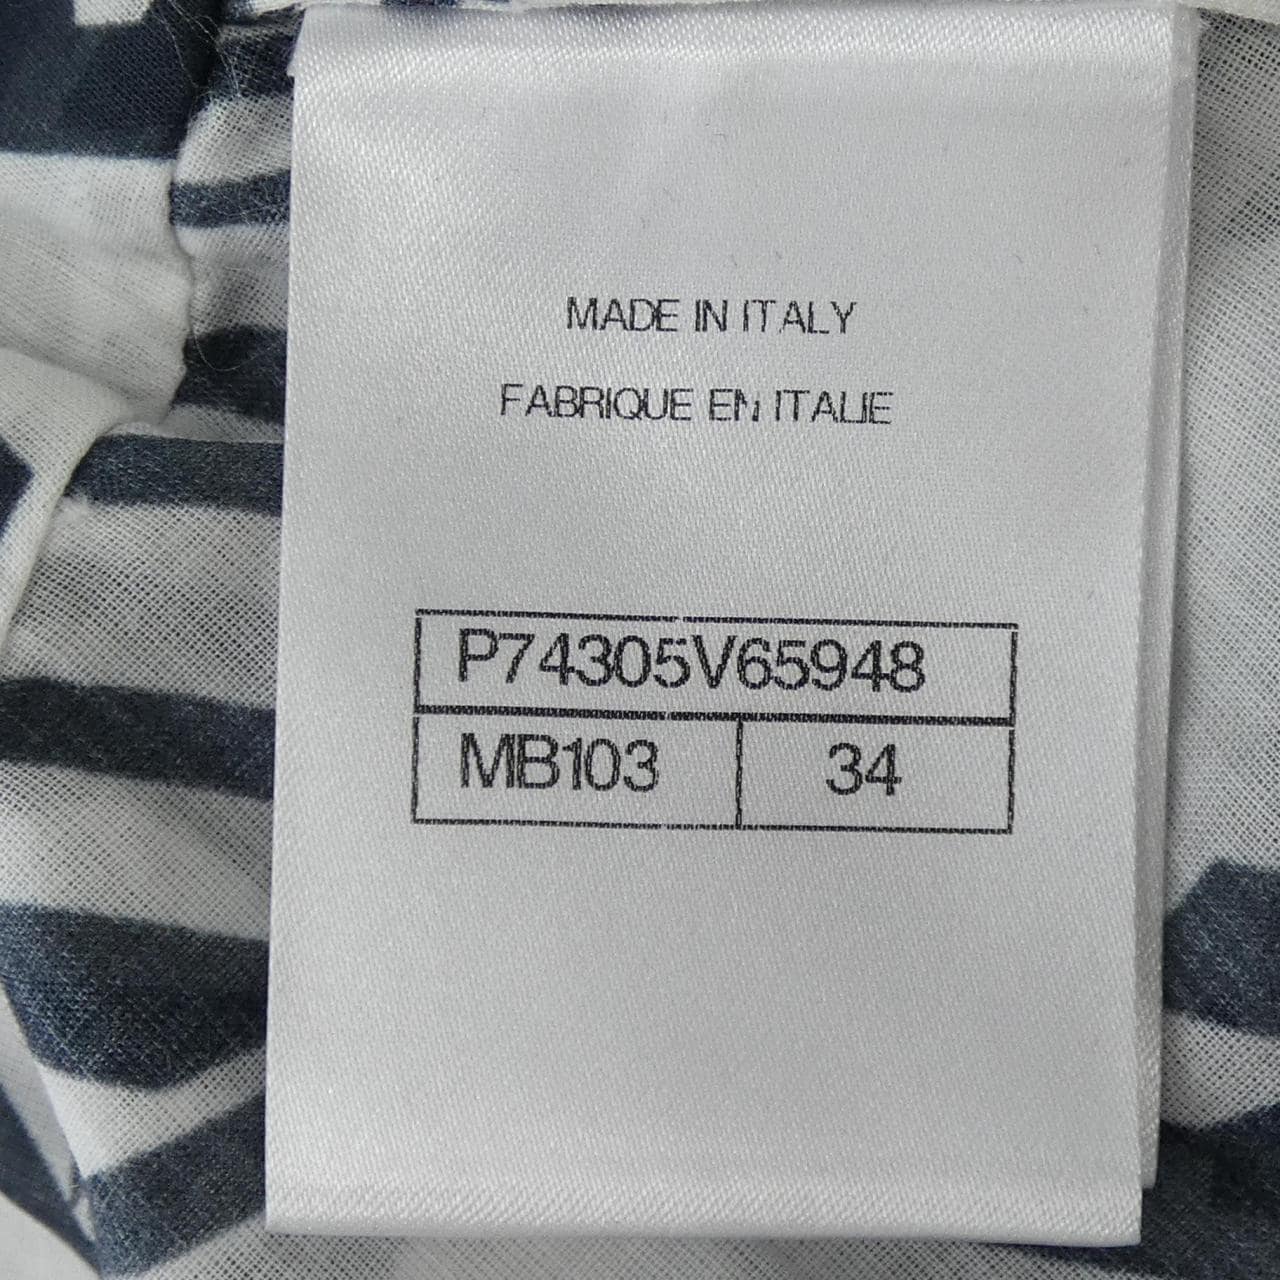 MADE IN ITALY
FABRIQUE EN ITALIE
P74305V65948
MB103 34